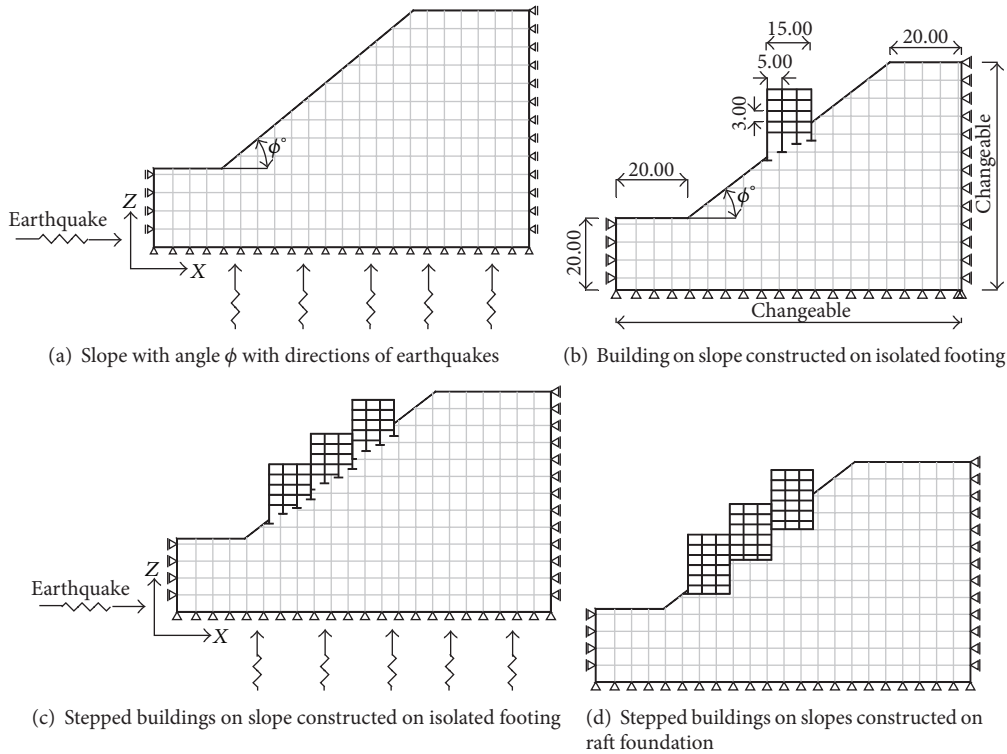 ϕ°
Z
Earthquake
X
(a) Slope with angle ϕ with directions of earthquakes
15.00
20.00
5.00
3.00
20.00
ϕ°
20.00
Changeable
Changeable
(b) Building on slope constructed on isolated footing
Z
Earthquake
X
(c) Stepped buildings on slope constructed on isolated footing
(d) Stepped buildings on slopes constructed on
raft foundation